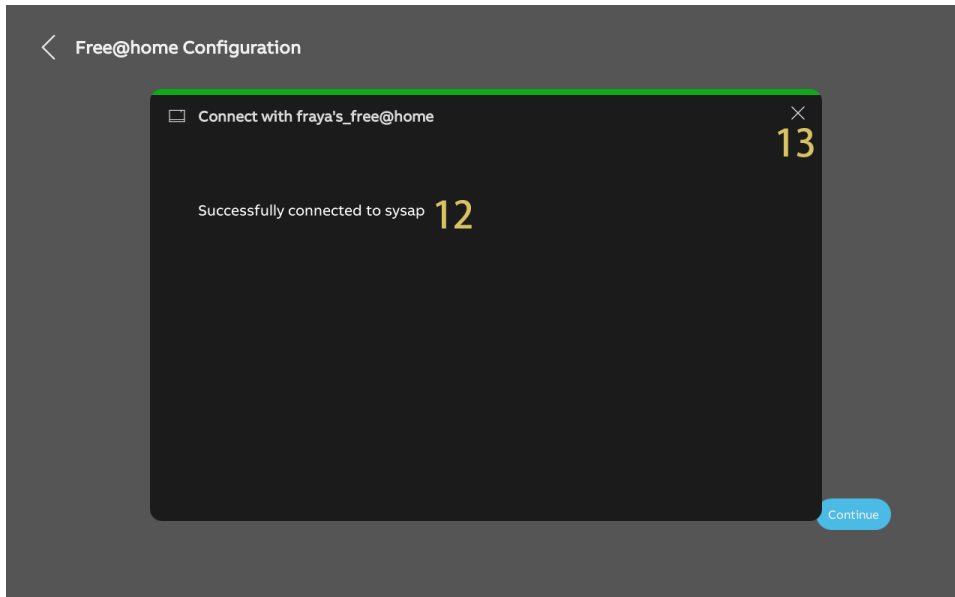 Free@home Configuration
Connect with fraya's_free@home
13
Successfully connected to sysap 12
Continue